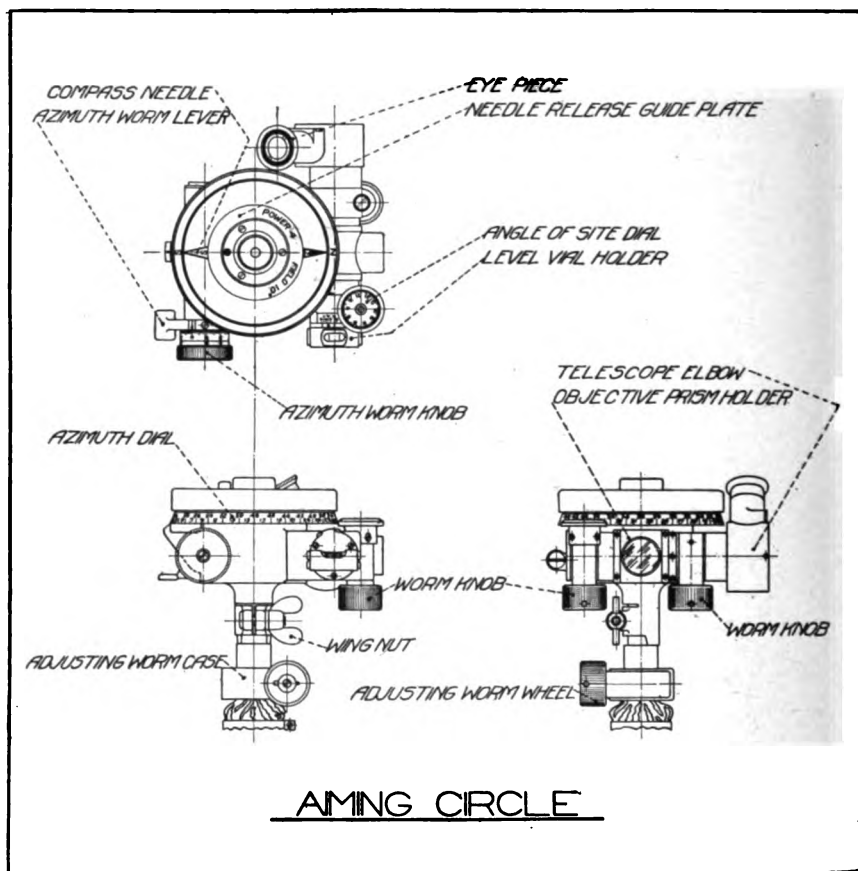 EYE PIECE
COMPASS NEEDLE
NEEDLE RELEASE GUIDE PLATE
AZIMUTH WORM LEVER
POWER-4
FIELD 10°
N
ANGLE OF SITE DIAL
LEVEL VIAL HOLDER
TELESCOPE ELBOW
OBJECTIVE PRISM HOLDER
AZIMUTH WORM KNOB
AZIMUTH DIAL
WORM KNOB
WORM KNOB
WING NUT
ADJUSTING WORM CASE
ADJUSTING WORM WHEEL
AIMING CIRCLE